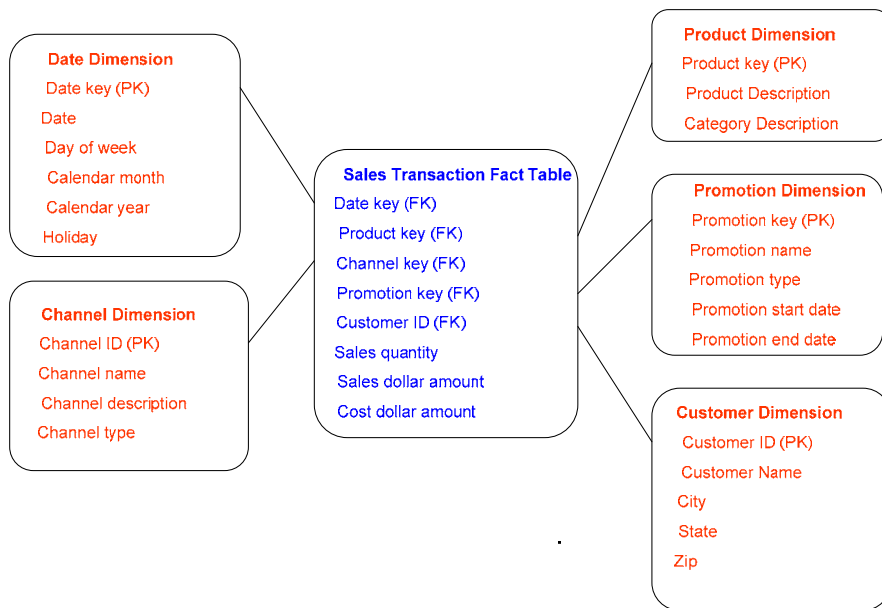 Date Dimension
Date key (PK)
Date
Day of week
Calendar month
Calendar year
Holiday
Channel Dimension
Channel ID (PK)
Channel name
Channel description
Channel type
Sales Transaction Fact Table
Date key (FK)
Product key (FK)
Channel key (FK)
Promotion key (FK)
Customer ID (FK)
Sales quantity
Sales dollar amount
Cost dollar amount
Product Dimension
Product key (PK)
Product Description
Category Description
Promotion Dimension
Promotion key (PK)
Promotion name
Promotion type
Promotion start date
Promotion end date
Customer Dimension
Customer ID (PK)
Customer Name
City
State
Zip
.